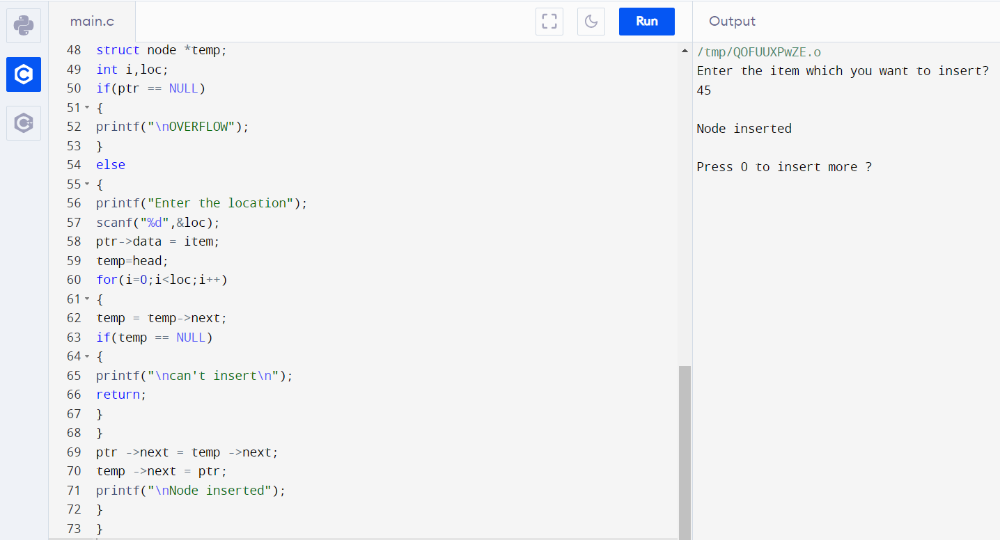 main.c
Run
Output
48 struct node *temp;
49 int i,loc;
50 if(ptr == NULL)
51 {
52 printf("\nOVERFLOW");
53 }
54 else
55 {
56 printf("Enter the location");
57 scanf("%d",&loc);
58 ptr->data = item;
59 temp=head;
60 for(i=0;i<loc;i++)
61 {
62 temp = temp->next;
63 if(temp == NULL)
64 {
65 printf("\ncan't insert\n");
66 return;
67 }
68 }
69 ptr ->next = temp ->next;
70 temp ->next = ptr;
71 printf("\nNode inserted");
72 }
73 }
/tmp/QOFUUXPwZE.o
Enter the item which you want to insert?
45
Node inserted
Press 0 to insert more ?